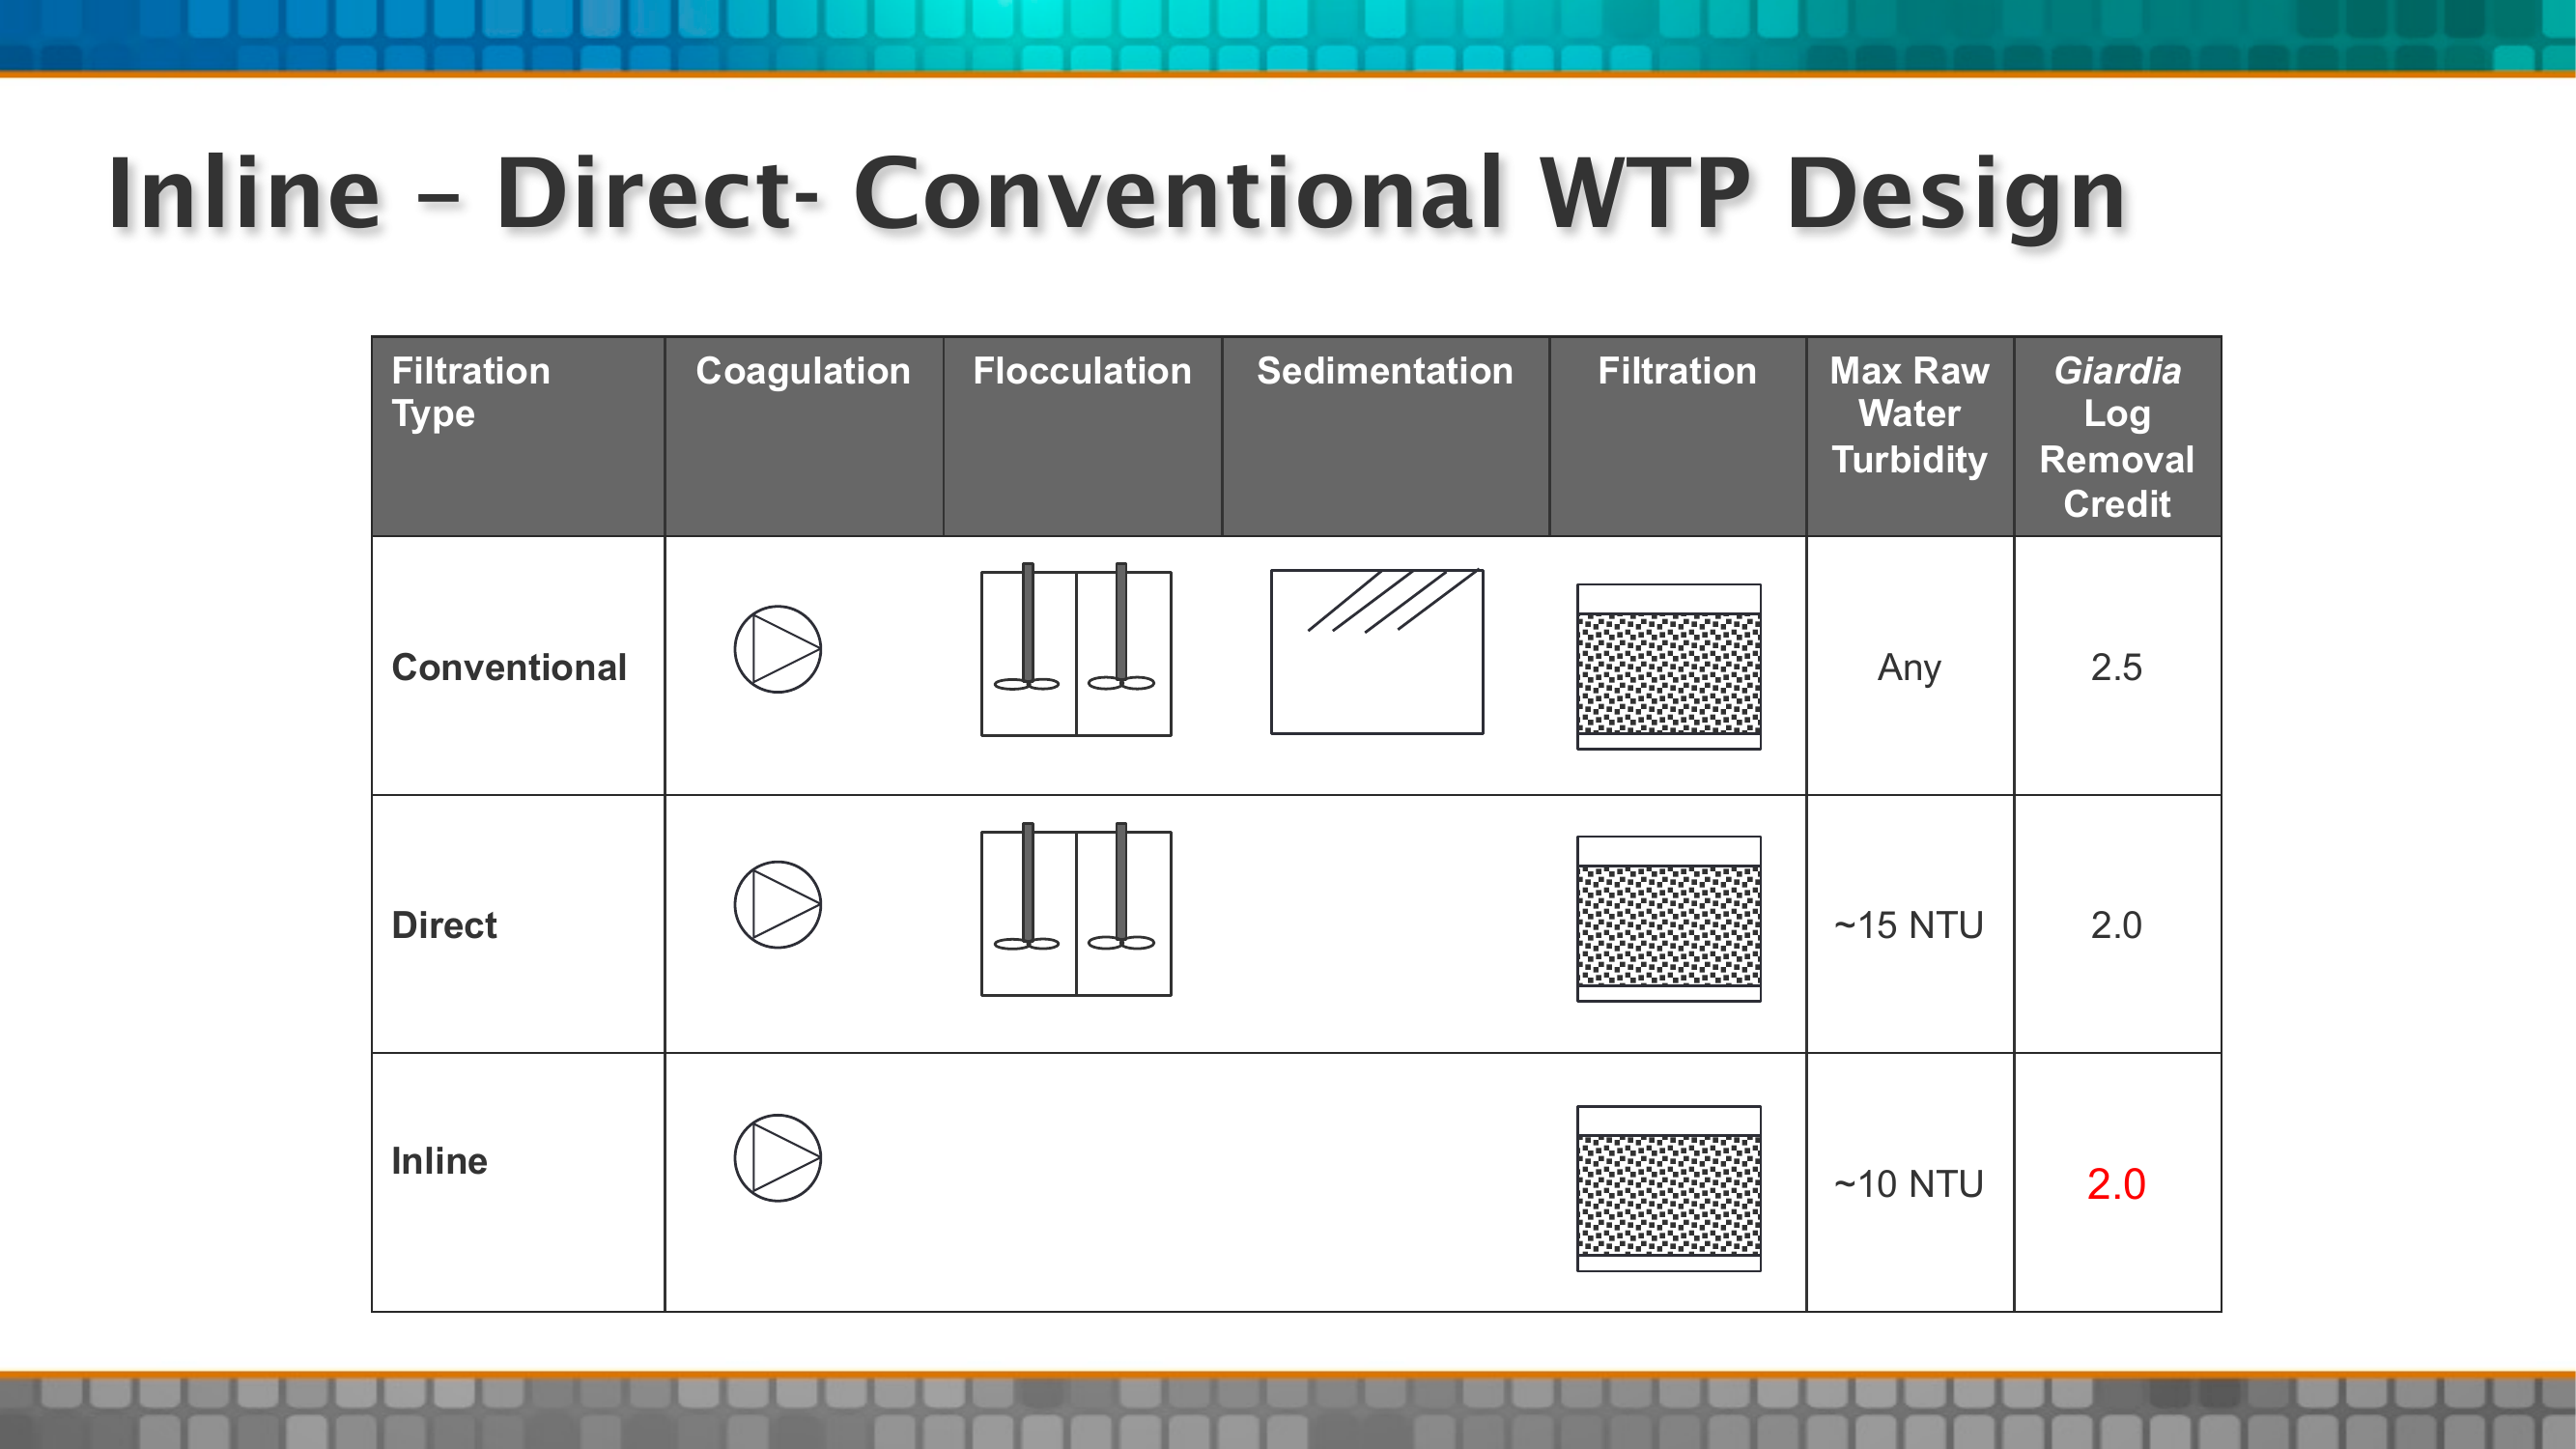 Inline – Direct- Conventional WTP Design
Filtration
Type
Coagulation
Flocculation
Sedimentation
Filtration
Max Raw
Water
Turbidity
Giardia
Log
Removal
Credit
Conventional
Any
2.5
Direct
~15 NTU
2.0
Inline
~10 NTU
2.0